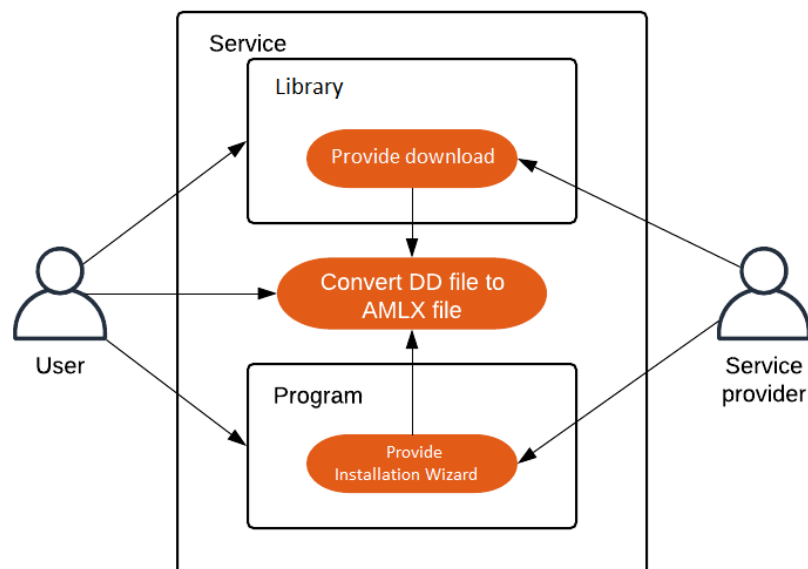 Service
Library
Provide download
Convert DD file to
AMLX file
User
Service
provider
Program
Provide
Installation Wizard